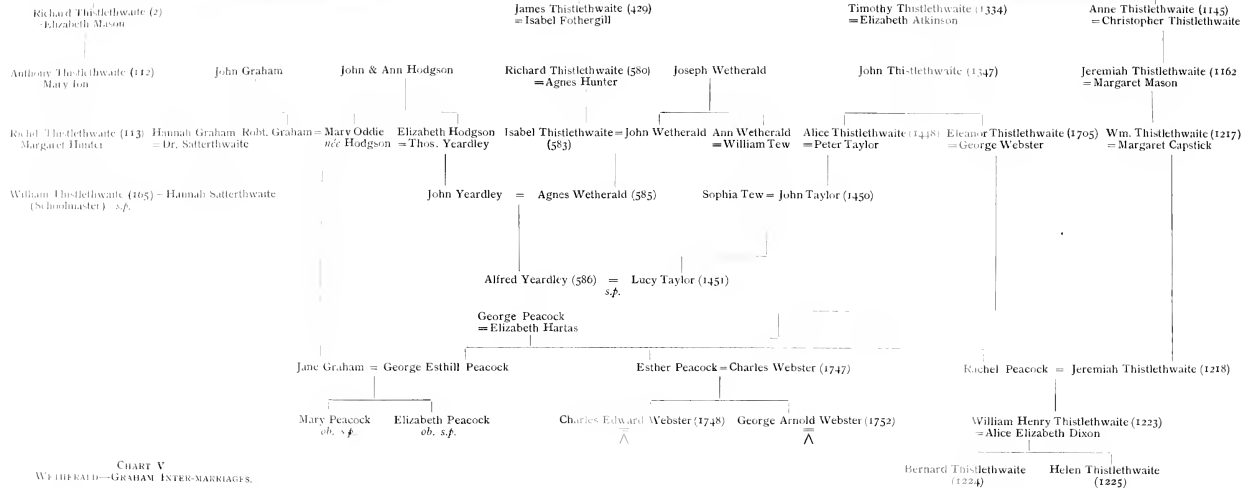 Richard Thistlethwaite (2)
=Elizabeth Mason
James Thistlethwaite (429)
= Isabel Fothergill
Timothy Thistlethwaite (1334)
= Elizabeth Atkinson
Anne Thistlethwaite (1145)
= Christopher Thistlethwaite
Anthony Thistlethwaite (112)
Mary Ion
John Graham
John & Ann Hodgson
Richard Thistlethwaite (580)
= Agnes Hunter
Joseph Wetherald
John Thistlethwaite (1347)
Jeremiah Thistlethwaite (1162
= Margaret Mason
Richd Thistlethwaite (113)
Margaret Hunter
Hannah Graham
= Dr. Satterthwaite
Robt. Graham = Mary Oddie
née Hodgson
Elizabeth Hodgson
= Thos. Yeardley
Isabel Thistlethwaite = John Wetherald
(583)
Ann Wetherald
= William Tew
Alice Thistlethwaite (1448)
= Peter Taylor
Eleanor Thistlethwaite (1705)
= George Webster
Wm. Thistlethwaite (1217)
= Margaret Capstick
William Thistlethwaite (165) = Hannah Satterthwaite
(Schoolmaster) s.p.
John Yeardley = Agnes Wetherald (585)
Sophia Tew = John Taylor (1450)
Alfred Yeardley (586) = Lucy Taylor (1451)
s.p.
George Peacock
= Elizabeth Hartas
Jane Graham = George Esthill Peacock
Esther Peacock = Charles Webster (1747)
Rachel Peacock = Jeremiah Thistlethwaite (1218)
Mary Peacock
ob. s.p.
Elizabeth Peacock
ob. s.p.
Charles Edward Webster (1748)
George Arnold Webster (1752)
William Henry Thistlethwaite (1223)
= Alice Elizabeth Dixon
Bernard Thistlethwaite
(1224)
Helen Thistlethwaite
(1225)
CHART V
WETHERALD—GRAHAM INTER-MARRIAGES.